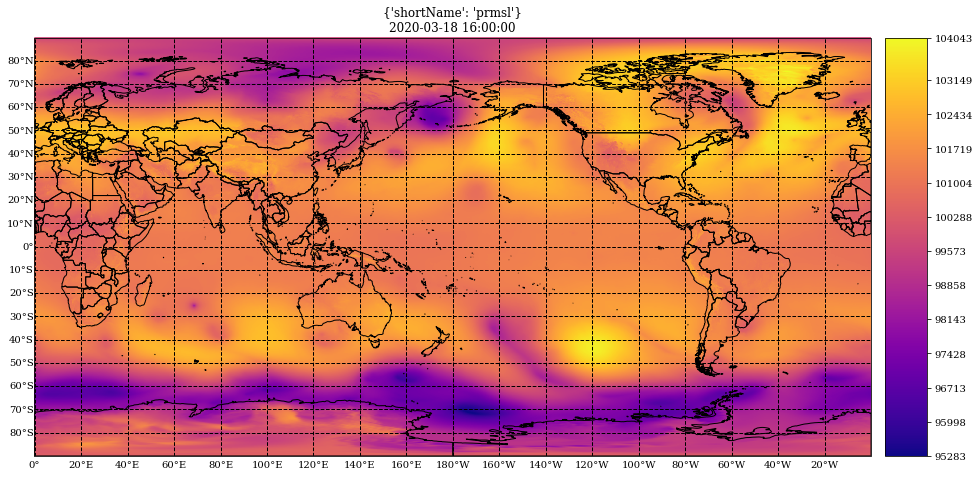 {'shortName': 'prmsl'}
2020-03-18 16:00:00
80°N
70°N
60°N
50°N
40°N
30°N
20°N
10°N
0°
10°S
20°S
30°S
40°S
50°S
60°S
70°S
80°S
0° 20°E 40°E 60°E 80°E 100°E 120°E 140°E 160°E 180° 160°W 140°W 120°W 100°W 80°W 60°W 40°W 20°W
104043
103149
102434
101719
101004
100288
99573
98858
98143
97428
96713
95998
95283